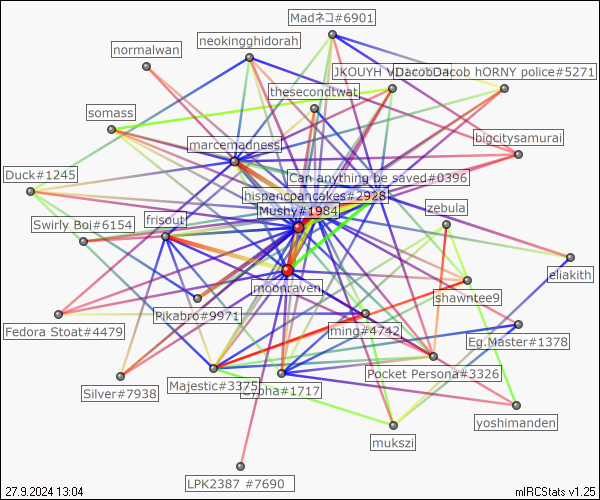 Madネコ#6901
neokingghidorah
normalwan
JKOUYH V
DacobDacob hORNY police#5271
thesecondtwat
somass
bigcitysamurai
marcemadness
Duck#1245
Can anything be saved#0396
hispancpancakes#2928
Mushy#1984
zebula
Swirly Boi#6154
frisout
eliakith
moonraven
shawntee9
Pikabro#9971
Fedora Stoat#4479
ming#4742
Eg.Master#1378
Pocket Persona#3326
Silver#7938
Majestic#3375
#1717
yoshimanden
mukszi
LPK2387 #7690
27.9.2024 13:04
mIRCStats v1.25